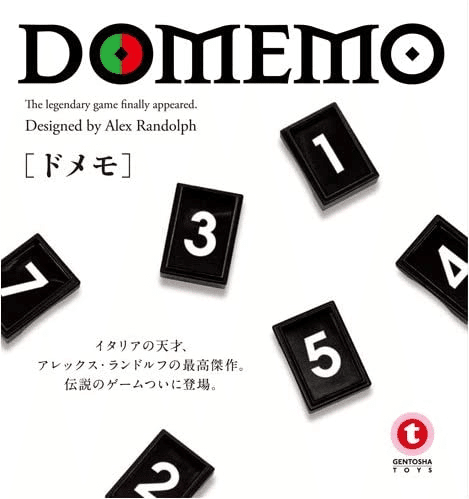 DOMEMO
The legendary game finally appeared.
Designed by Alex Randolph
［ドメモ］
1
3
4
7
イタリアの天才、
アレックス・ランドルフの最高傑作。
伝説のゲームついに登場。
5
2
t
GENTOSHA
TOYS